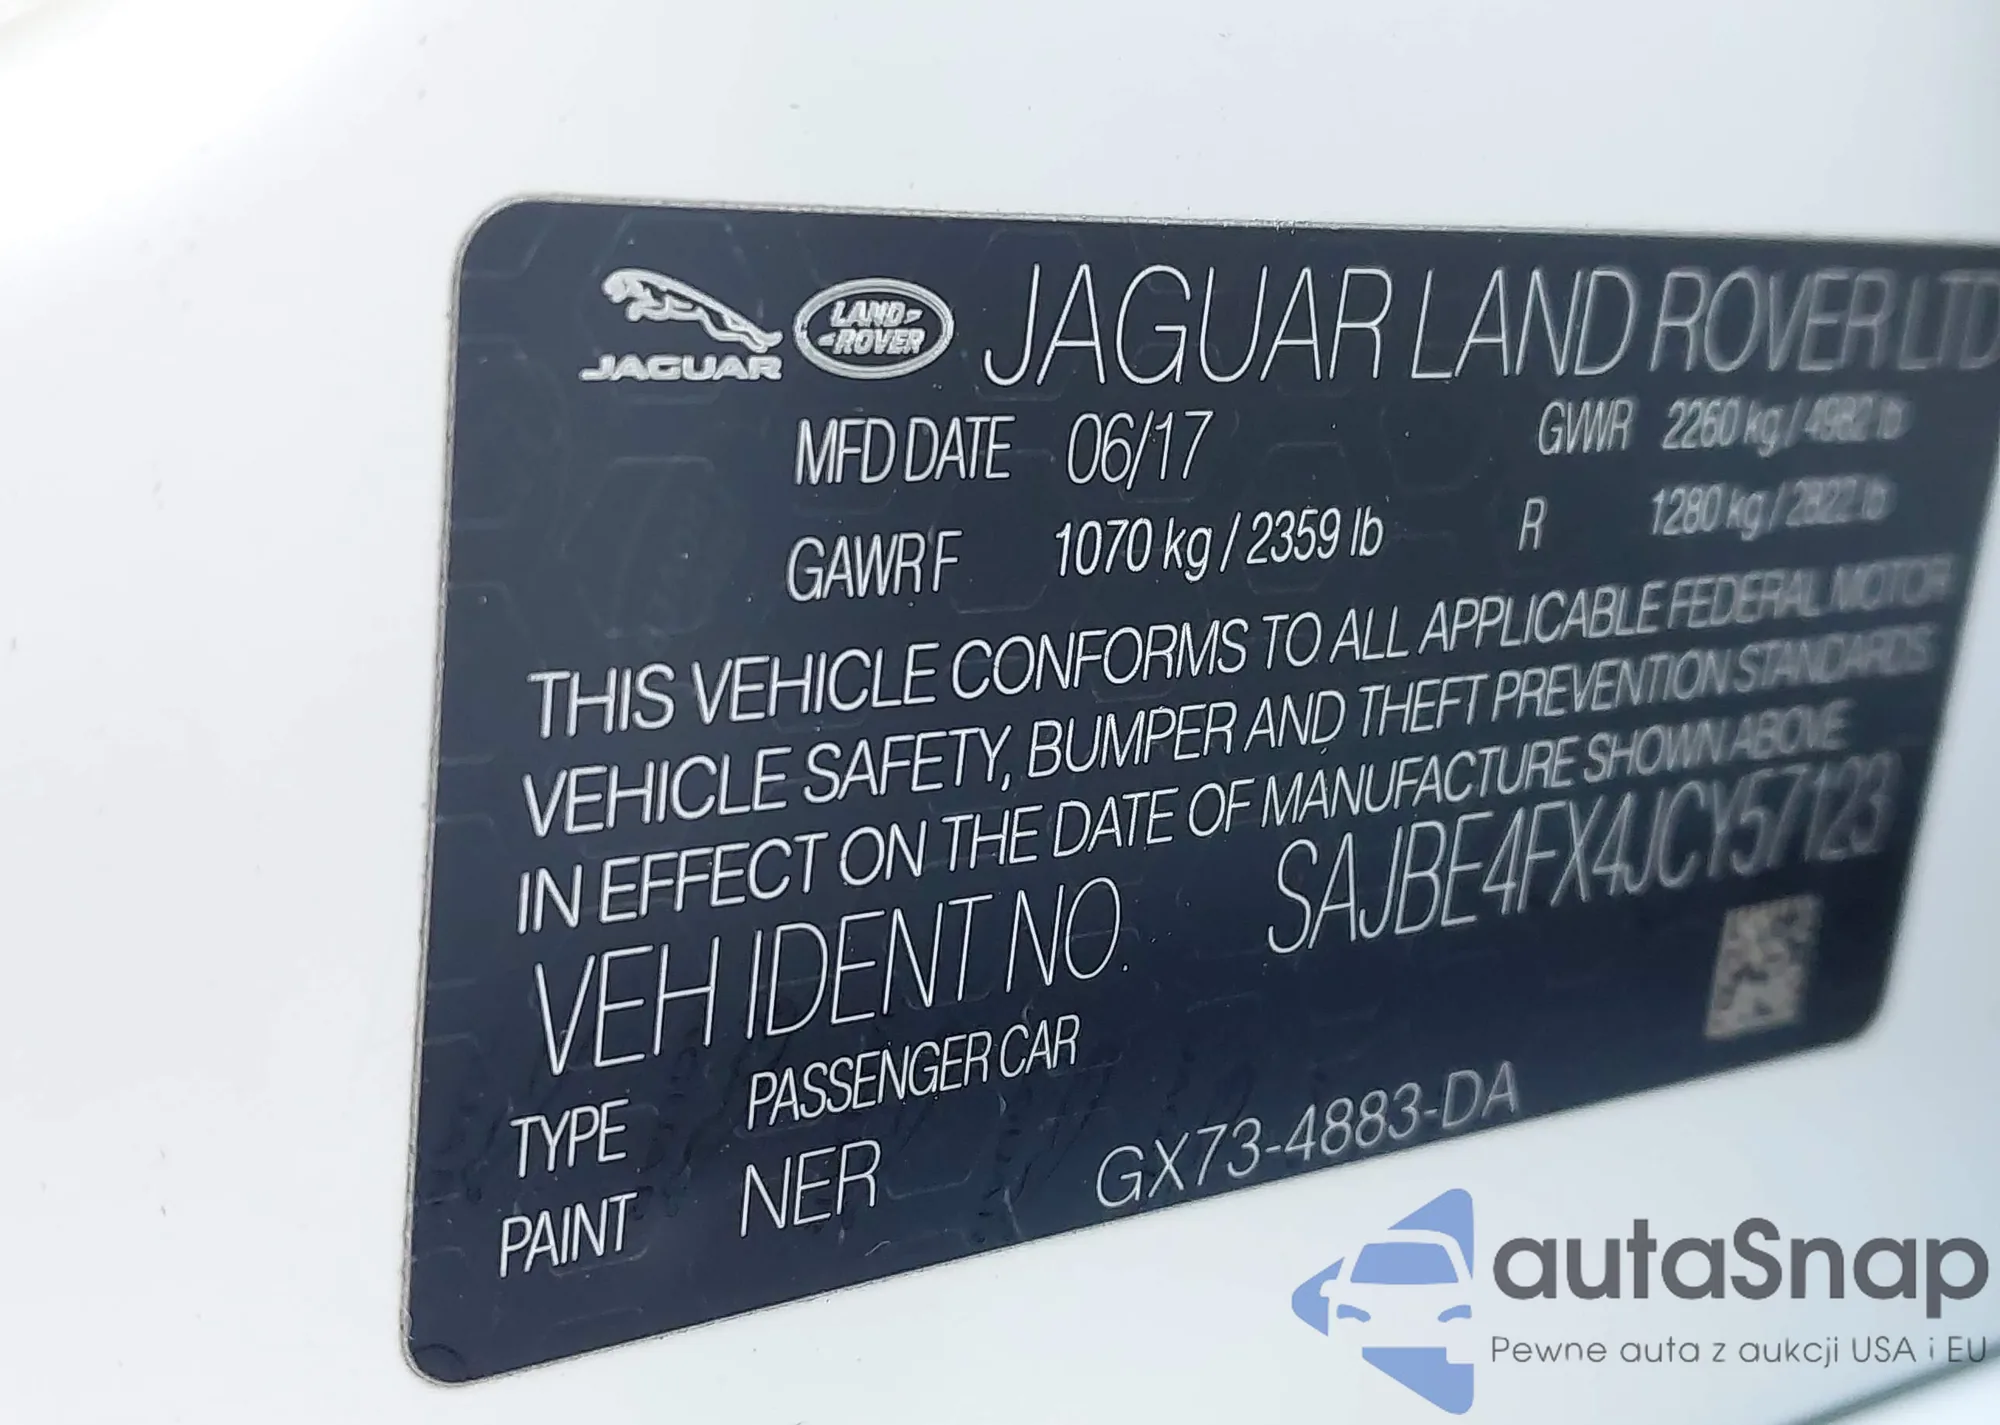 JAGUAR LAND ROVER JAGUAR LAND ROVER LTD
MFD DATE 06/17 GVWR 2260 kg / 4982 lb
GAWR F 1070 kg / 2359 lb R 1280 kg / 2822 lb
THIS VEHICLE CONFORMS TO ALL APPLICABLE FEDERAL MOTOR
VEHICLE SAFETY, BUMPER AND THEFT PREVENTION STANDARDS
IN EFFECT ON THE DATE OF MANUFACTURE SHOWN ABOVE
VEH IDENT NO. SAJBE4FX4JCY57123
TYPE PASSENGER CAR
PAINT NER GX73-4883-DA
autaSnap
Pewne auta z aukcji USA i EU